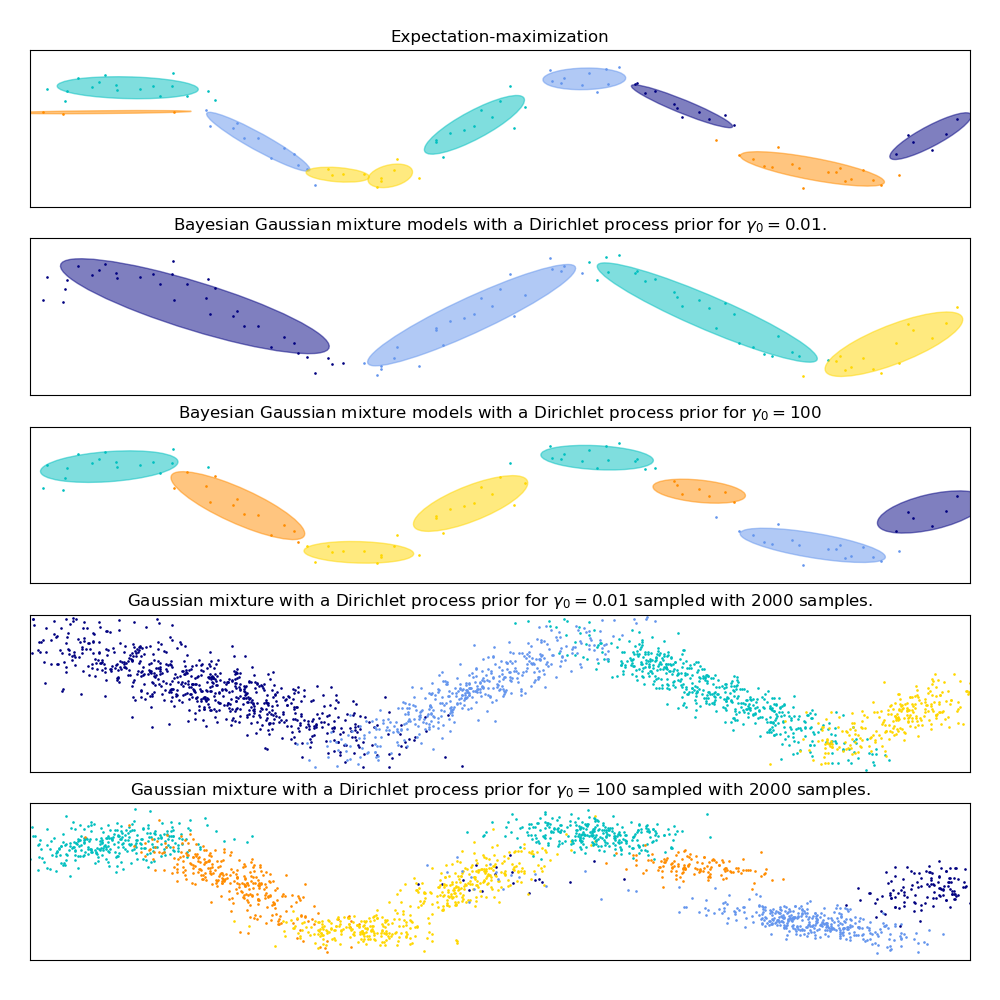 Expectation-maximization
Bayesian Gaussian mixture models with a Dirichlet process prior for γ₀ = 0.01.
Bayesian Gaussian mixture models with a Dirichlet process prior for γ₀ = 100
Gaussian mixture with a Dirichlet process prior for γ₀ = 0.01 sampled with 2000 samples.
Gaussian mixture with a Dirichlet process prior for γ₀ = 100 sampled with 2000 samples.